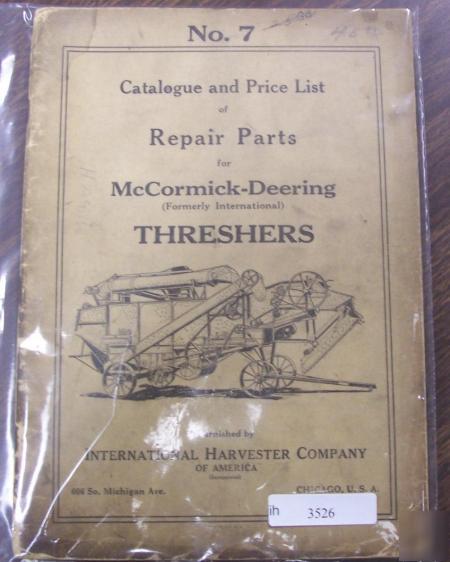 No. 7
Catalogue and Price List
of
Repair Parts
for
McCormick-Deering
(Formerly International)
THRESHERS
Furnished by
INTERNATIONAL HARVESTER COMPANY
OF AMERICA
(Incorporated)
606 So. Michigan Ave.
CHICAGO, U. S. A.
ih
3526